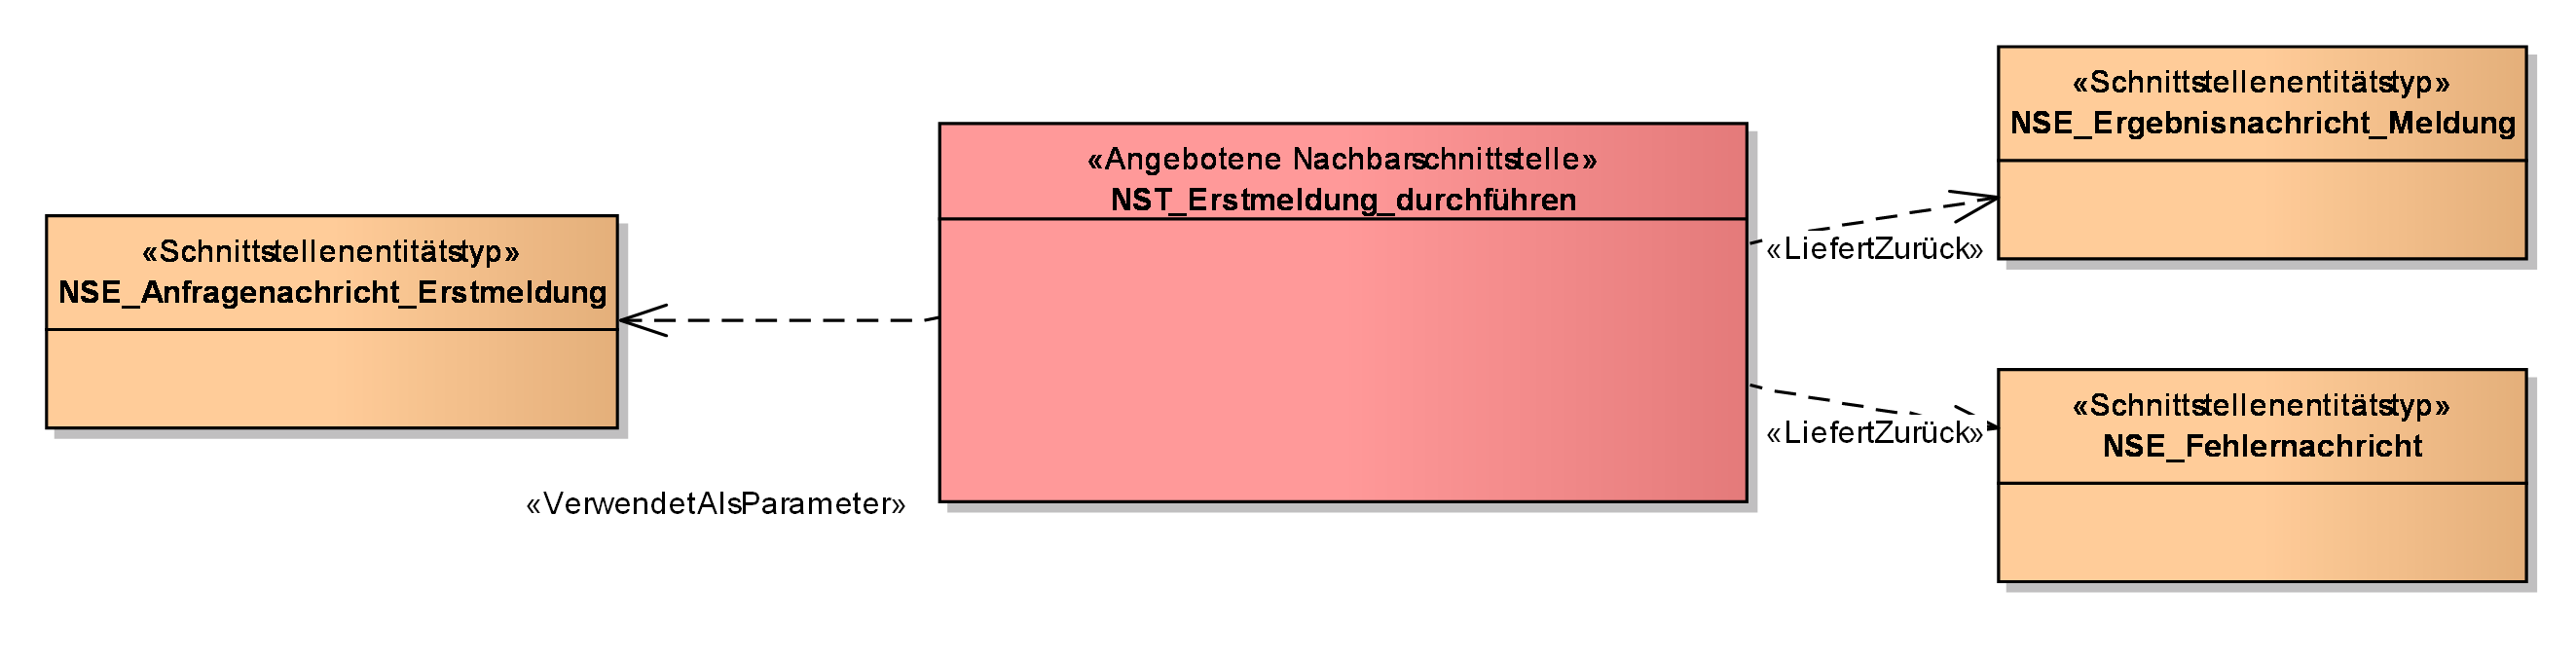 «Schnittstellenentitätstyp»
NSE_Anfragenachricht_Erstmeldung
«VerwendetAlsParameter»
«Angebotene Nachbarschnittstelle»
NST_Erstmeldung_durchführen
«LiefertZurück»
«LiefertZurück»
«Schnittstellenentitätstyp»
NSE_Ergebnisnachricht_Meldung
«Schnittstellenentitätstyp»
NSE_Fehlernachricht